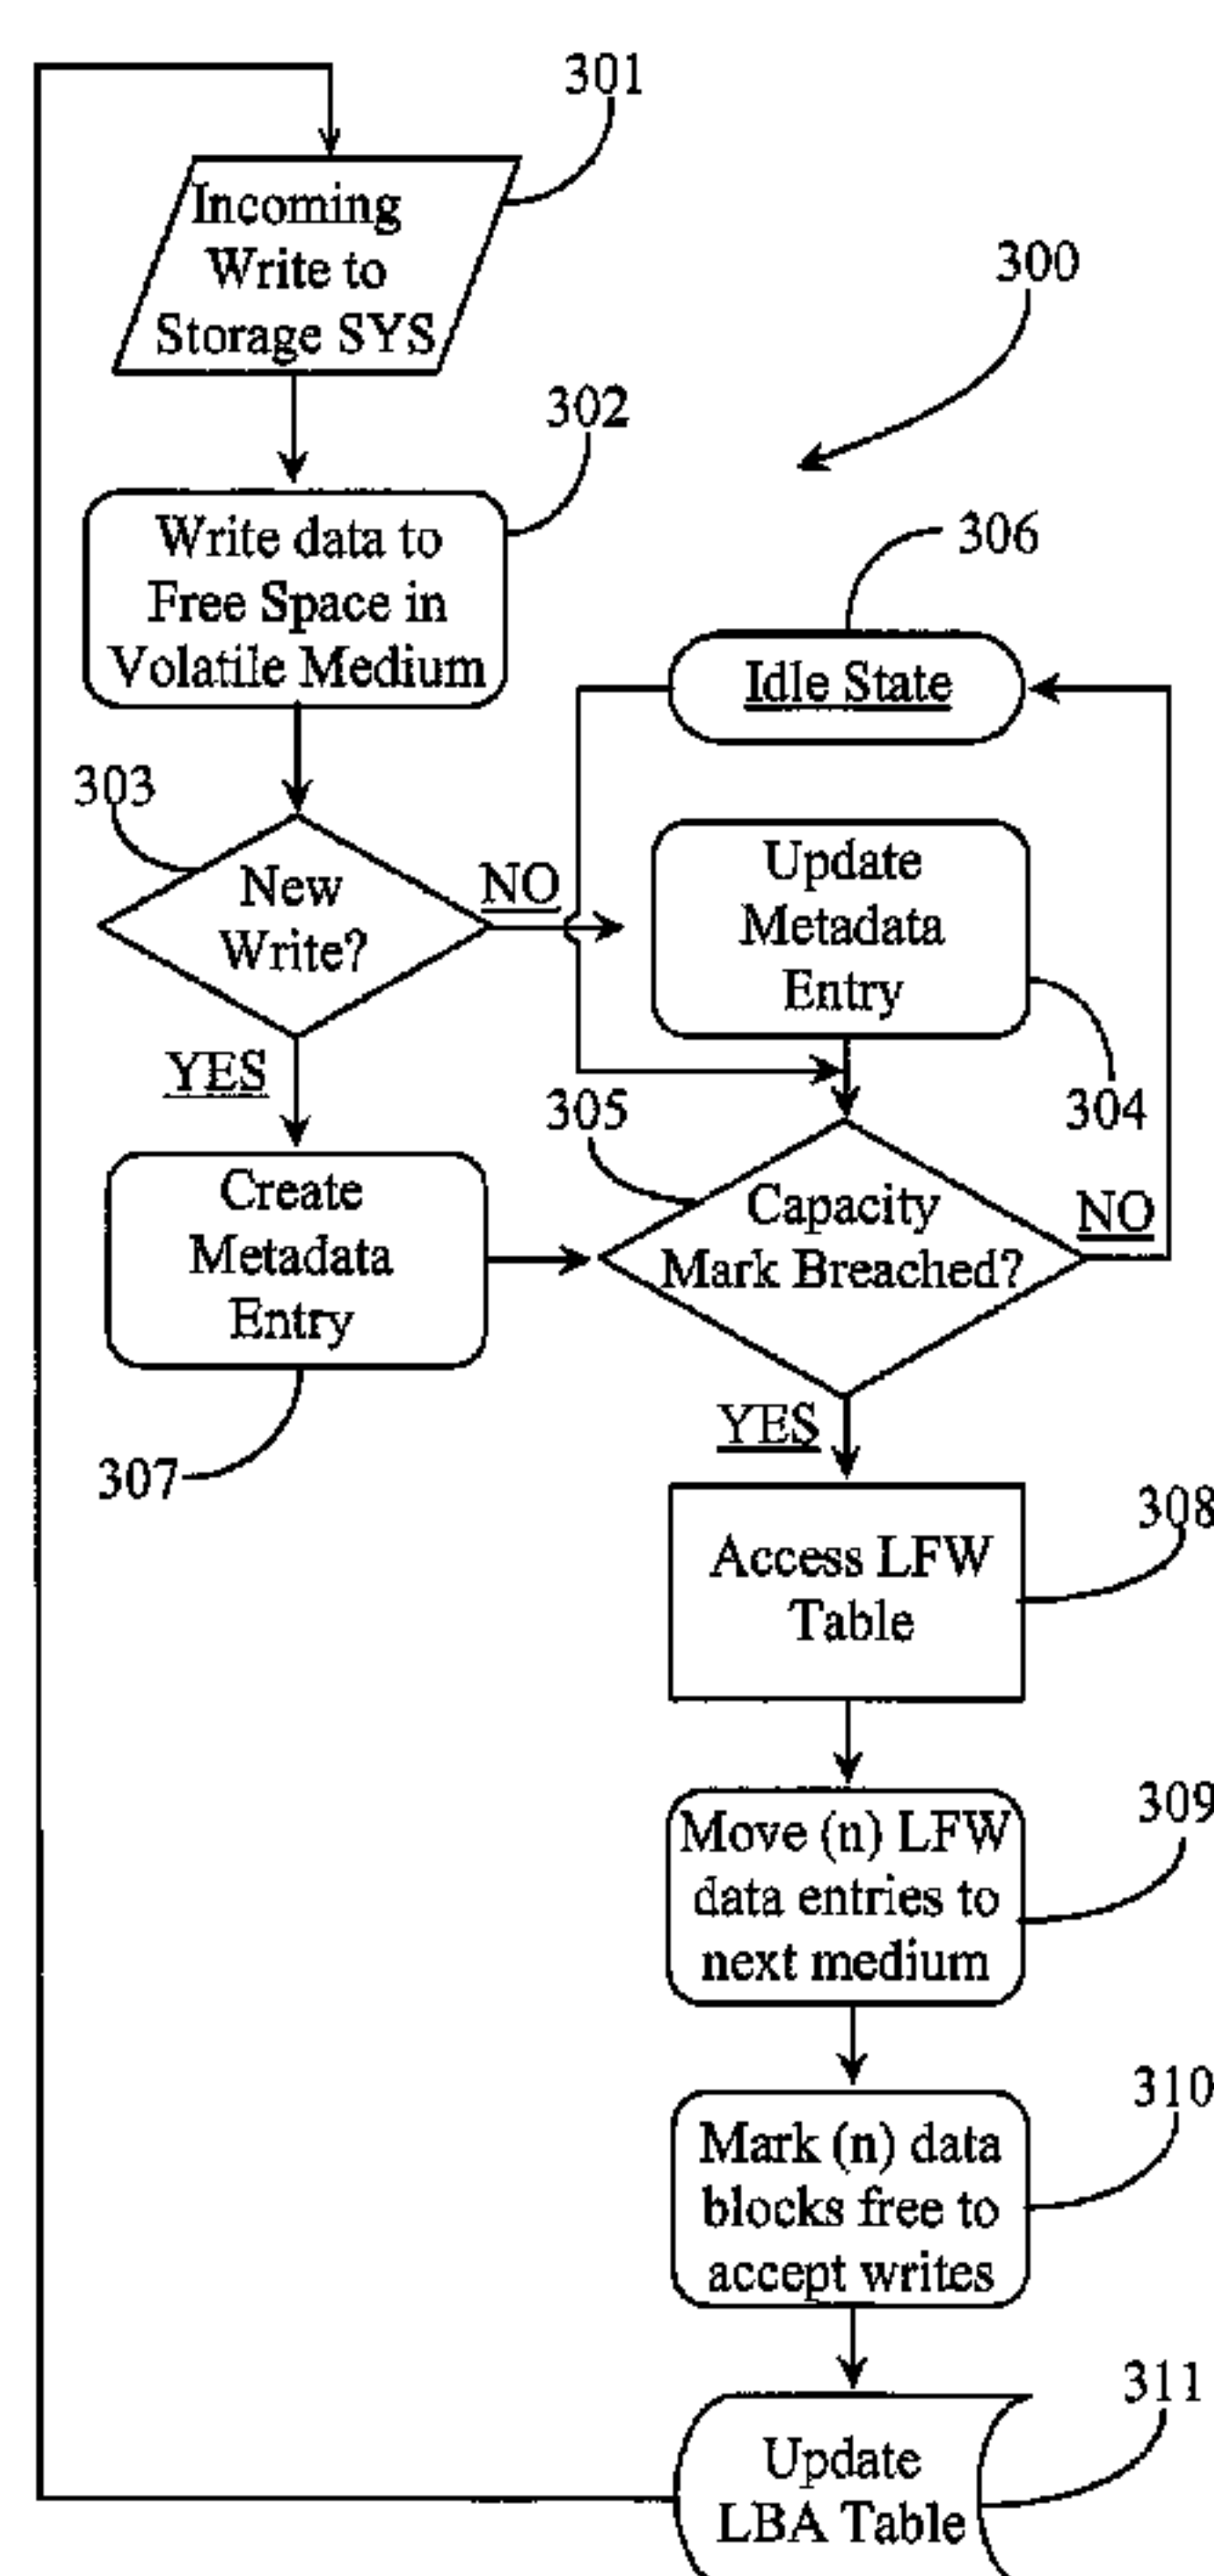 301
Incoming
Write to
Storage SYS
300
302
Write data to
Free Space in
Volatile Medium
306
Idle State
303
New
Write?
NO
Update
Metadata
Entry
304
YES
305
Create
Metadata
Entry
307
Capacity
Mark Breached?
NO
YES
Access LFW
Table
308
Move (n) LFW
data entries to
next medium
309
Mark (n) data
blocks free to
accept writes
310
Update
LBA Table
311